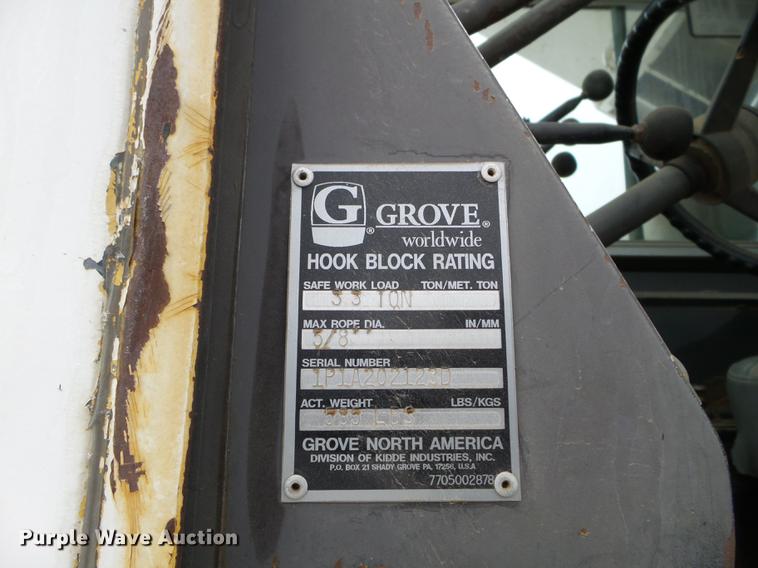 G ® GROVE®
worldwide
HOOK BLOCK RATING
SAFE WORK LOAD TON/MET. TON
33 TON
MAX ROPE DIA. IN/MM
5/8"
SERIAL NUMBER
1P1A202123D
ACT. WEIGHT LBS/KGS
LBS
GROVE NORTH AMERICA
DIVISION OF KIDDE INDUSTRIES, INC.
P.O. BOX 21 SHADY GROVE PA. 17256, U.S.A
7705002878
Purple Wave Auction